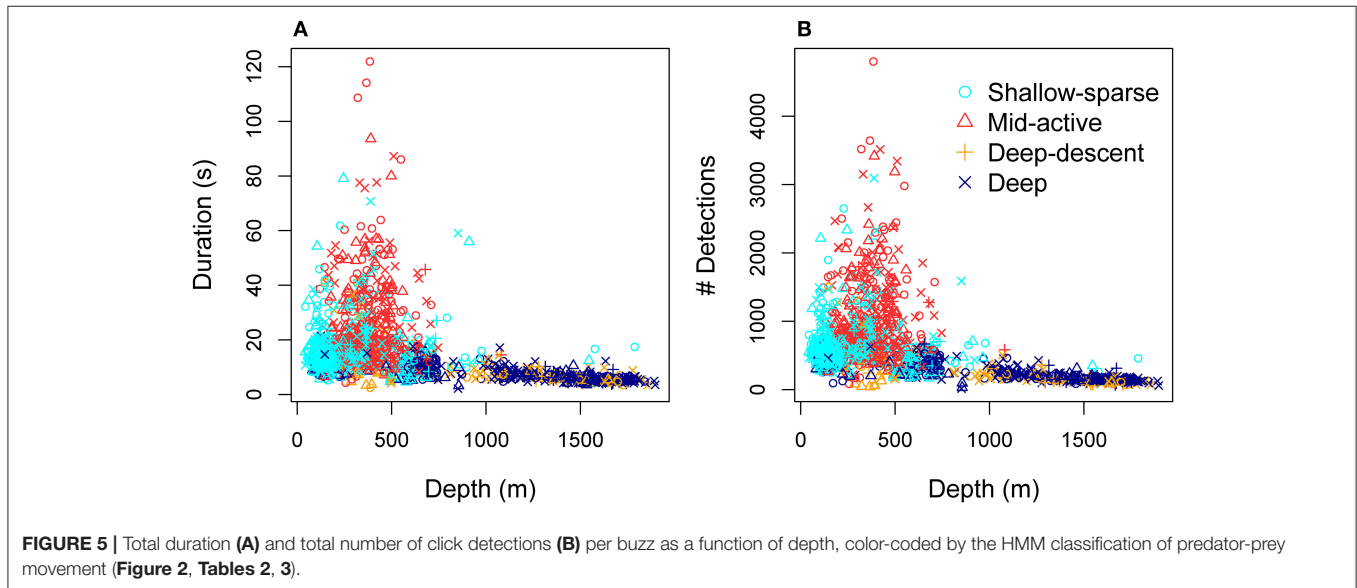 A
B
120
100
80
60
40
20
0
Duration (s)
0 500 1000 1500
Depth (m)
4000
3000
2000
1000
0
# Detections
0 500 1000 1500
Depth (m)
Shallow-sparse
Mid-active
Deep-descent
Deep
FIGURE 5 | Total duration (A) and total number of click detections (B) per buzz as a function of depth, color-coded by the HMM classification of predator-prey
movement (Figure 2, Tables 2, 3).